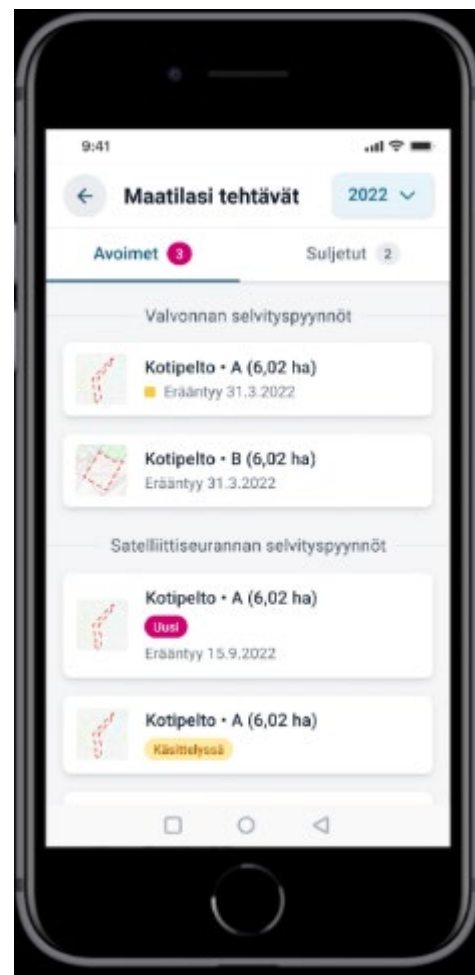 9:41
Maatilasi tehtävät
2022
Avoimet 3
Suljetut 2
Valvonnan selvityspyynnöt
Kotipelto • A (6,02 ha)
Erääntyy 31.3.2022
Kotipelto • B (6,02 ha)
Erääntyy 31.3.2022
Satelliittiseurannan selvityspyynnöt
Kotipelto • A (6,02 ha)
Uusi
Erääntyy 15.9.2022
Kotipelto • A (6,02 ha)
Käsittelyssä